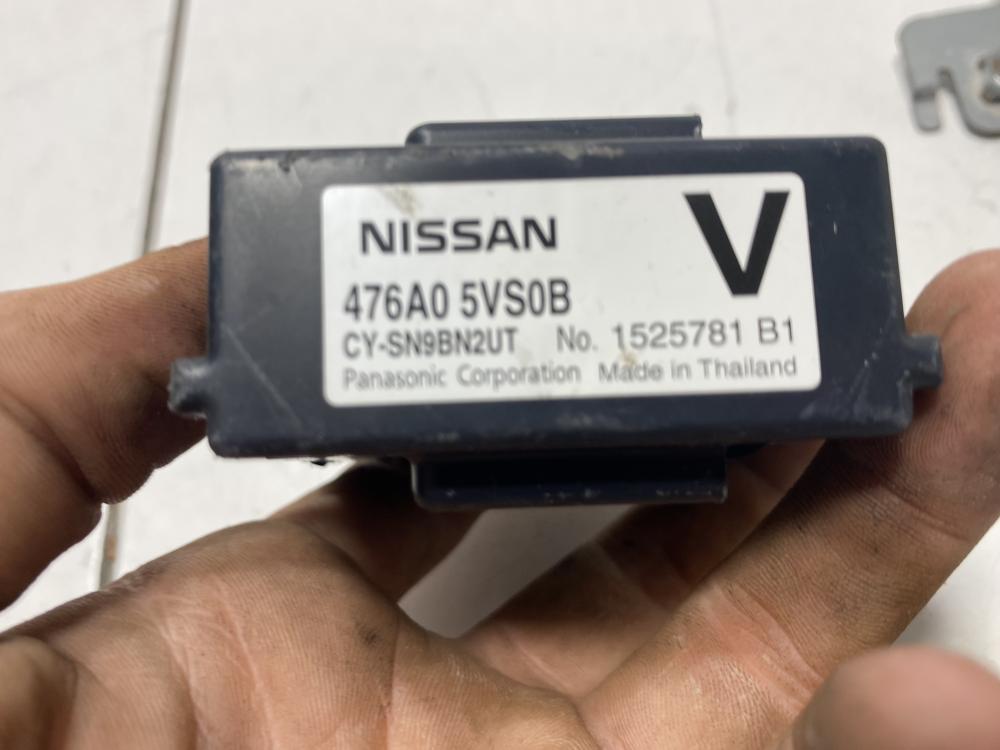 NISSAN V
476A0 5VS0B
CY-SN9BN2UT No. 1525781 B1
Panasonic Corporation Made in Thailand